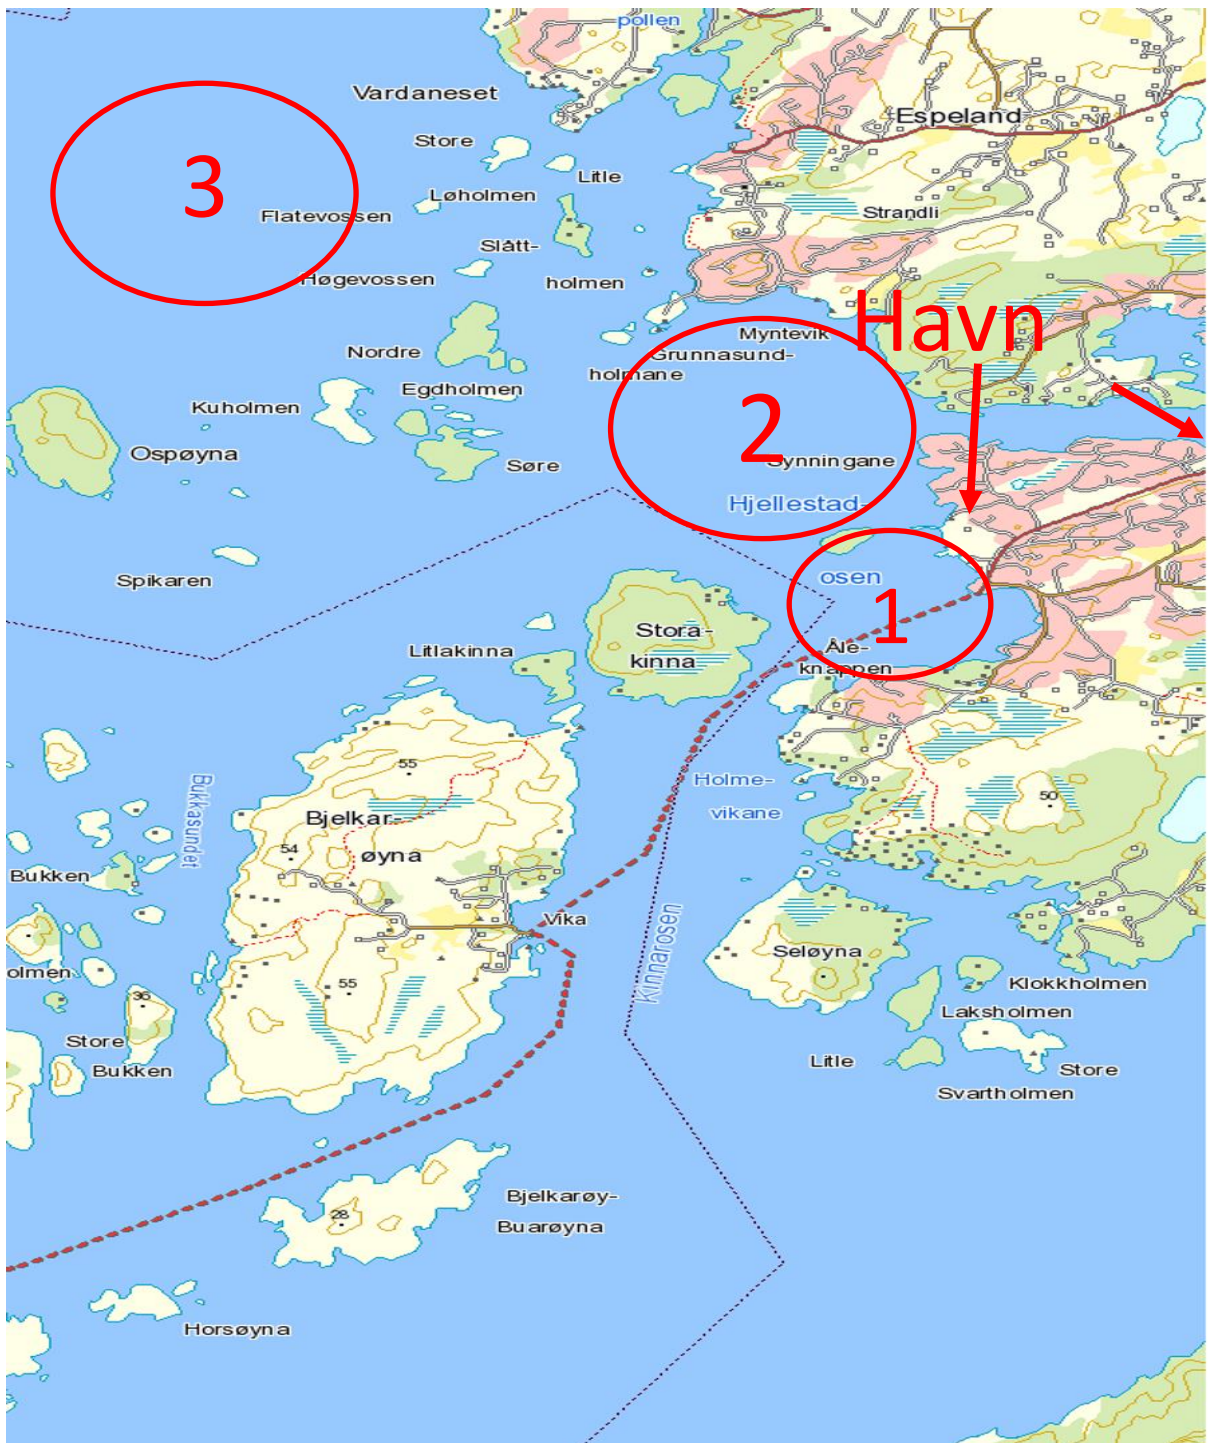 pollen
Vardaneset
Espeland
Store
Litle
3
Løholmen
Flatevossen
Strandli
Slått-
holmen
Høgevossen
Havn
Myntevik
Nordre
Grunnasund-
holmane
Egdholmen
Kuholmen
2
Ospøyna
Søre
Synningane
Hjellestad-
Spikaren
osen
1
Stora-
kinna
Litlakinna
Åle-
knappen
55
Holme-
vikane
50
Bukkasundet
Bjelkar-
øyna
54
Bukken
Vika
Kinnarosen
Seløyna
olmen
55
Klokkholmen
36
Laksholmen
Store
Bukken
Litle
Store
Svartholmen
Bjelkarøy-
Buarøyna
28
Horsøyna